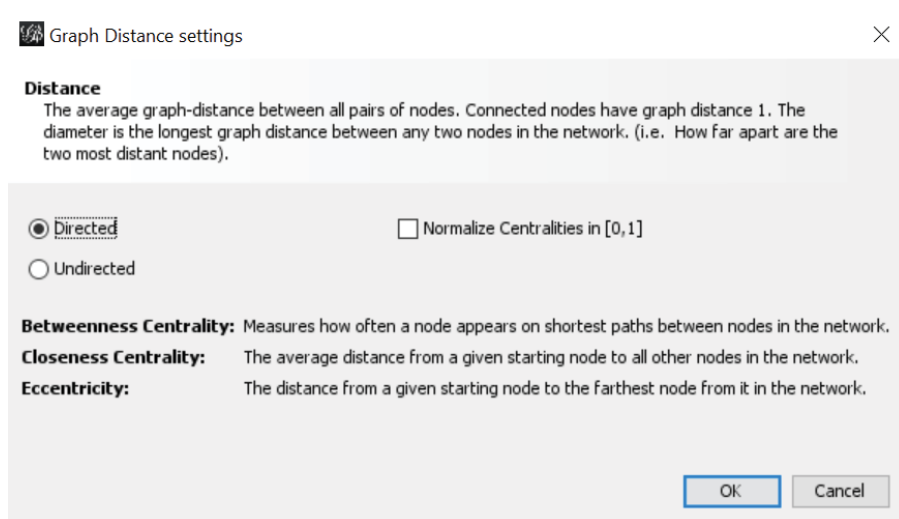 Graph Distance settings
Distance
The average graph-distance between all pairs of nodes. Connected nodes have graph distance 1. The
diameter is the longest graph distance between any two nodes in the network. (i.e. How far apart are the
two most distant nodes).
Directed
Normalize Centralities in [0,1]
Undirected
Betweenness Centrality: Measures how often a node appears on shortest paths between nodes in the network.
Closeness Centrality: The average distance from a given starting node to all other nodes in the network.
Eccentricity: The distance from a given starting node to the farthest node from it in the network.
OK
Cancel